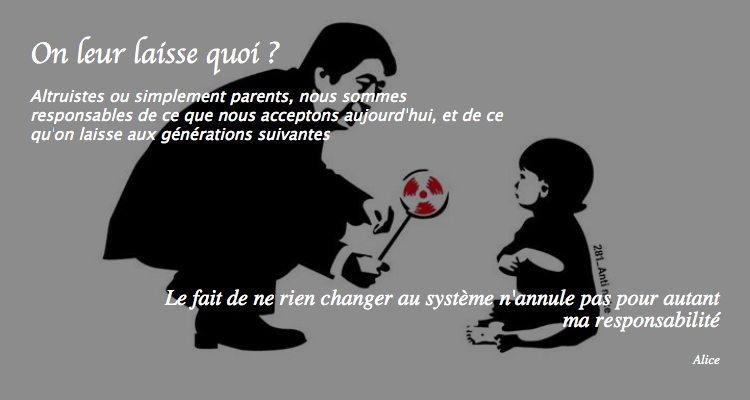 On leur laisse quoi ?
Altruistes ou simplement parents, nous sommes
responsables de ce que nous acceptons aujourd'hui, et de ce
qu'on laisse aux générations suivantes
281_Anti
Le fait de ne rien changer au système n'annule pas pour autant
ma responsabilité
Alice